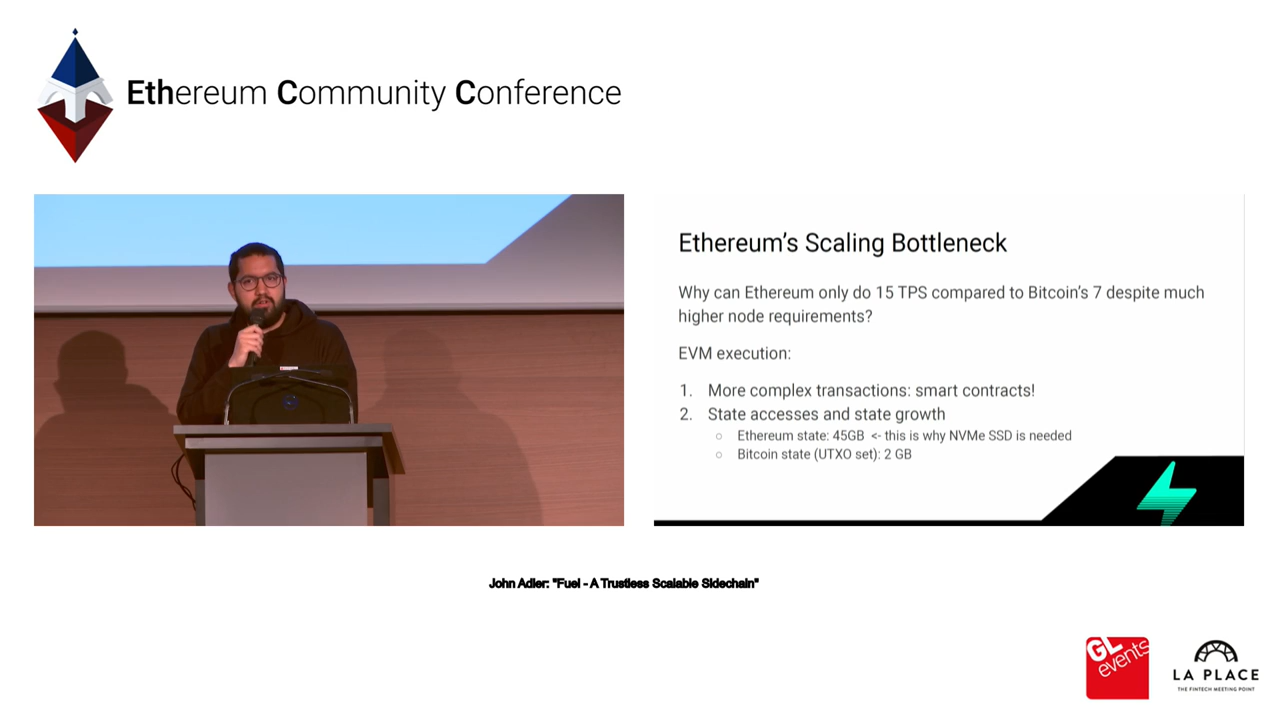 Ethereum Community Conference
Ethereum's Scaling Bottleneck
Why can Ethereum only do 15 TPS compared to Bitcoin's 7 despite much
higher node requirements?
EVM execution:
1. More complex transactions: smart contracts!
2. State accesses and state growth
○ Ethereum state: 45GB <- this is why NVMe SSD is needed
○ Bitcoin state (UTXO set): 2 GB
John Adler: "Fuel - A Trustless Scalable Sidechain"
GL
events
LA PLACE
THE FINTECH MEETING POINT